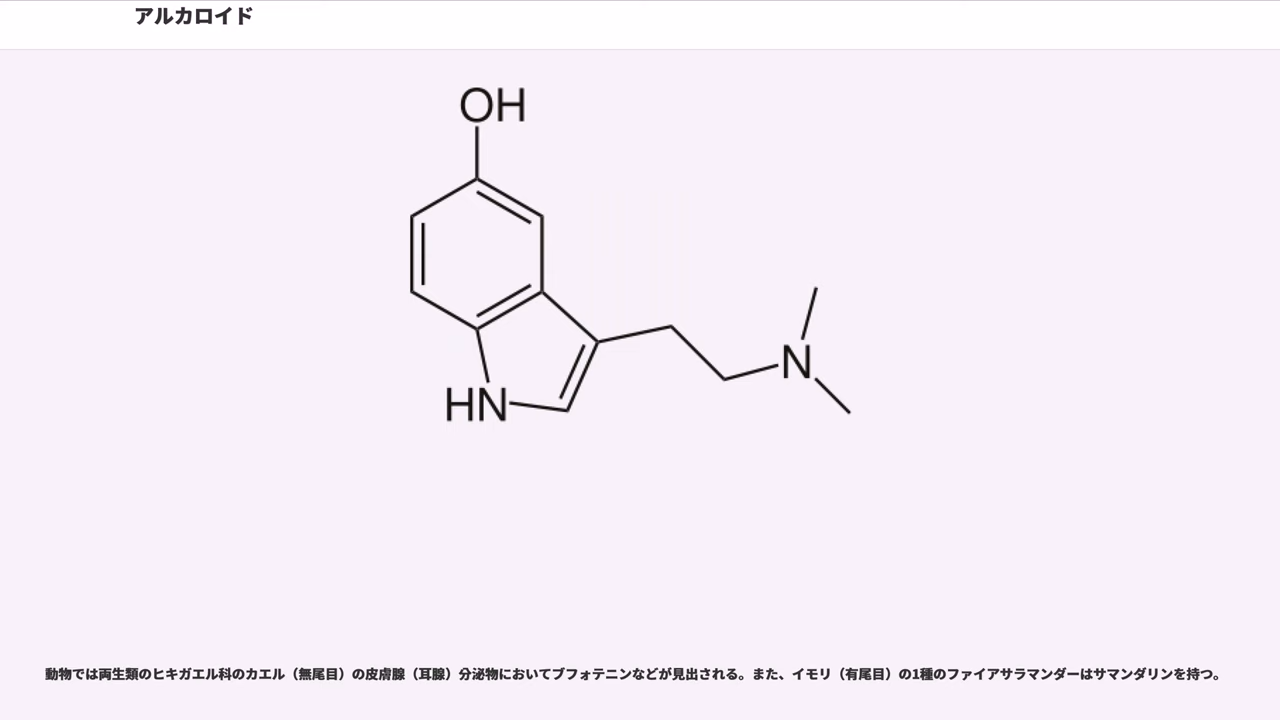 アルカロイド
OH
N
HN
動物では両生類のヒキガエル科のカエル（無尾目）の皮膚腺（耳腺）分泌物においてブフォテニンなどが見出される。また、イモリ（有尾目）の1種のファイアサラマンダーはサマンダリンを持つ。